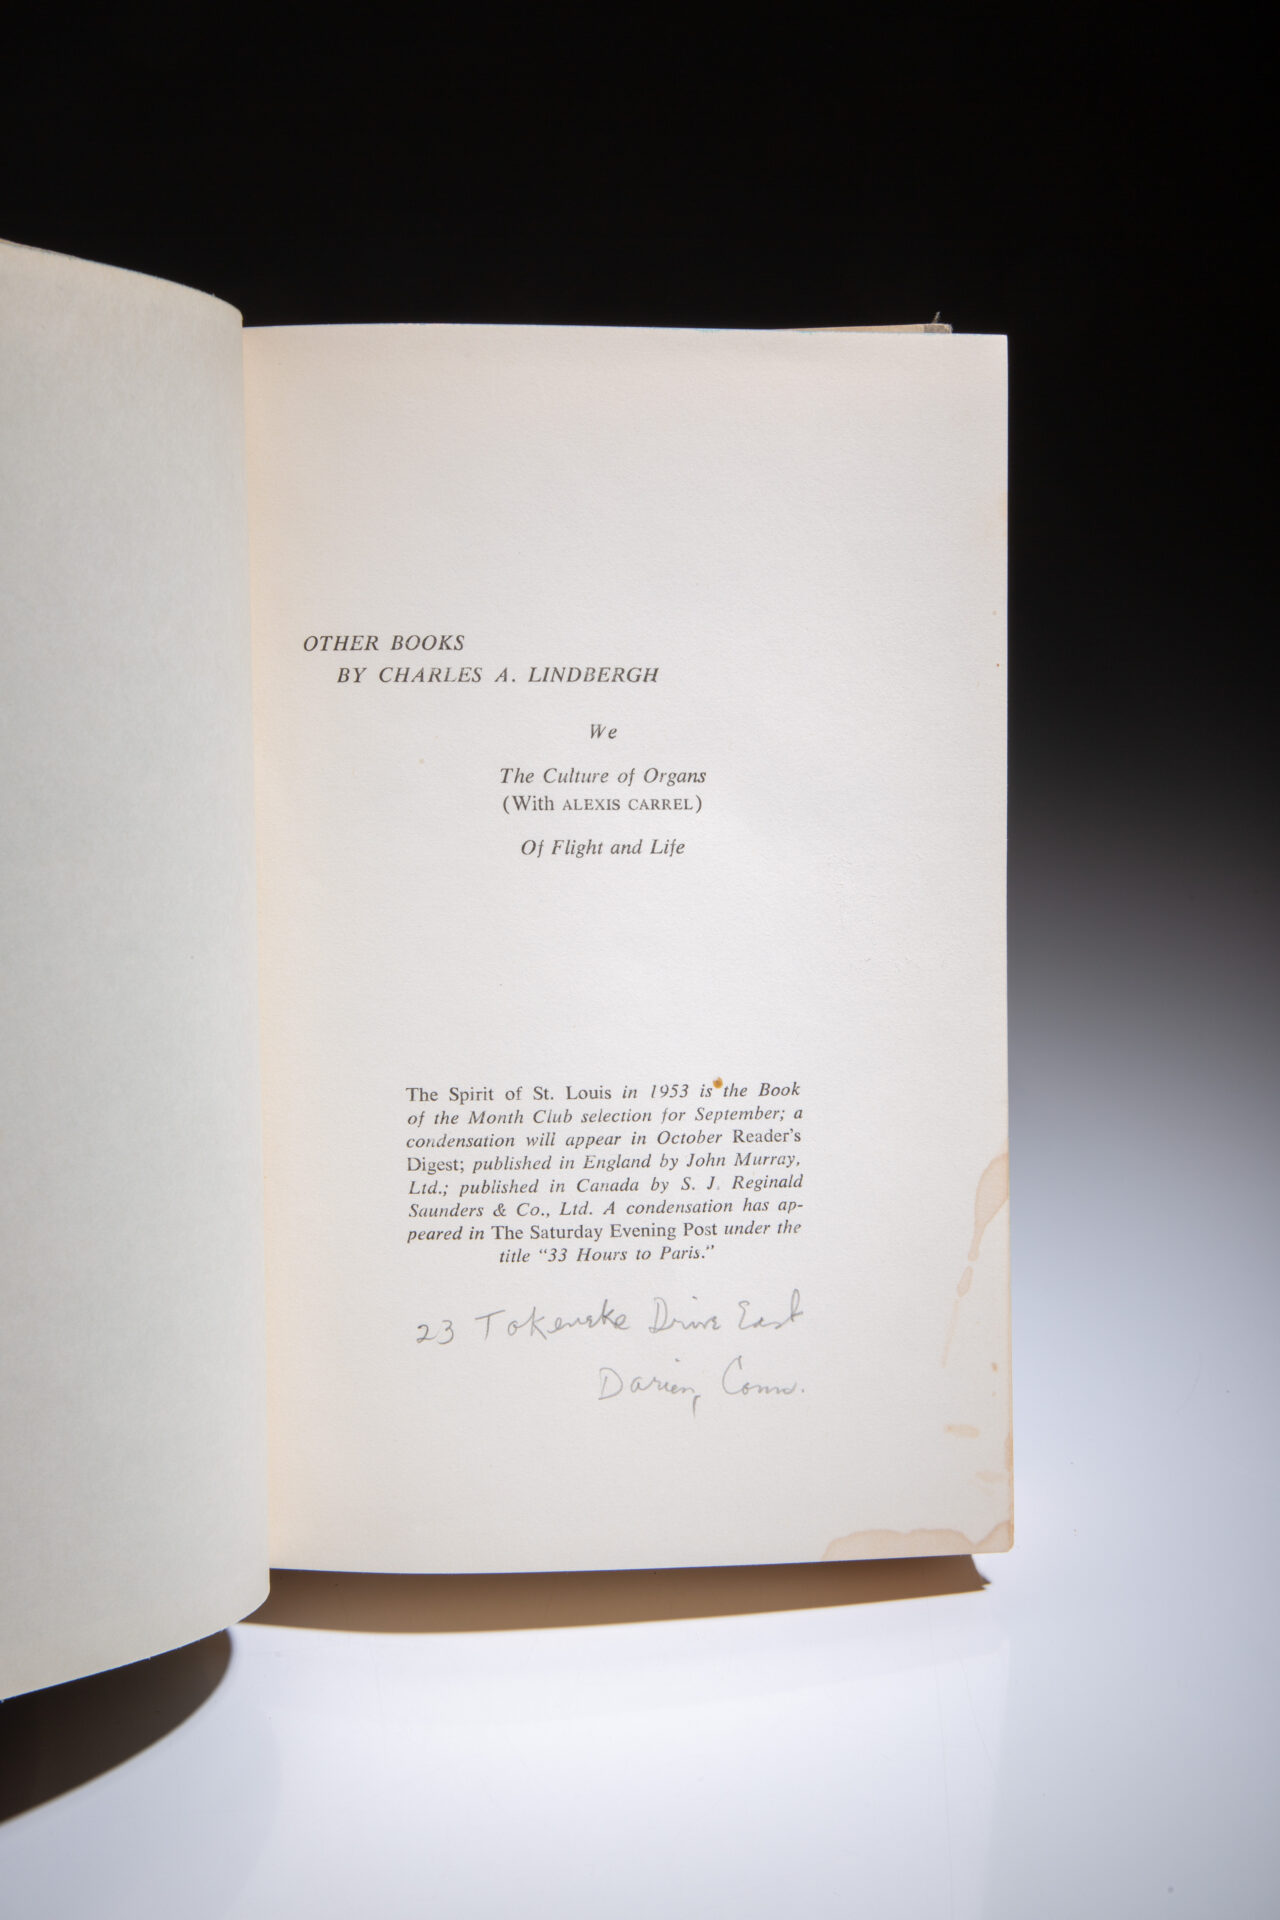 OTHER BOOKS
BY CHARLES A. LINDBERGH
We
The Culture of Organs
(With ALEXIS CARREL)
Of Flight and Life
The Spirit of St. Louis in 1953 is the Book
of the Month Club selection for September; a
condensation will appear in October Reader's
Digest; published in England by John Murray,
Ltd.; published in Canada by S. J. Reginald
Saunders & Co., Ltd. A condensation has ap-
peared in The Saturday Evening Post under the
title "33 Hours to Paris."
23 Tokeneke Drive East
Darien, Conn.